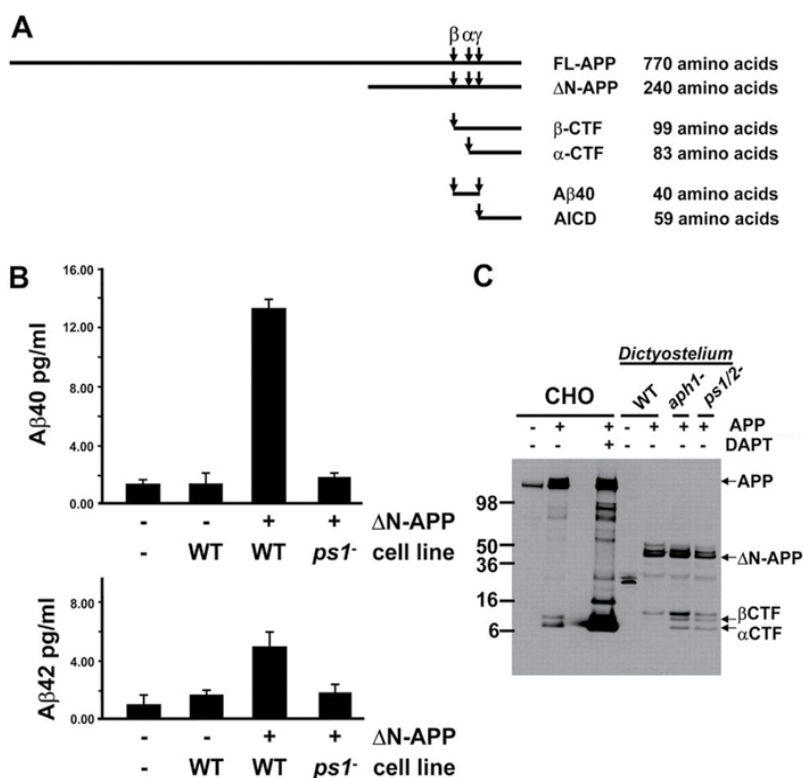 A
β αγ
FL-APP 770 amino acids
ΔN-APP 240 amino acids
β-CTF 99 amino acids
α-CTF 83 amino acids
Aβ40 40 amino acids
AICD 59 amino acids
B
Aβ40 pg/ml
16.00
12.00
8.00
4.00
0.00
- - + + ΔN-APP
- WT WT ps1- cell line
Aβ42 pg/ml
8.00
4.00
0.00
- - + + ΔN-APP
- WT WT ps1- cell line
C
Dictyostelium
CHO WT aph1- ps1/2-
- + + - + + + APP
- - + - - - - DAPT
98
50
36
16
6
APP
ΔN-APP
βCTF
αCTF